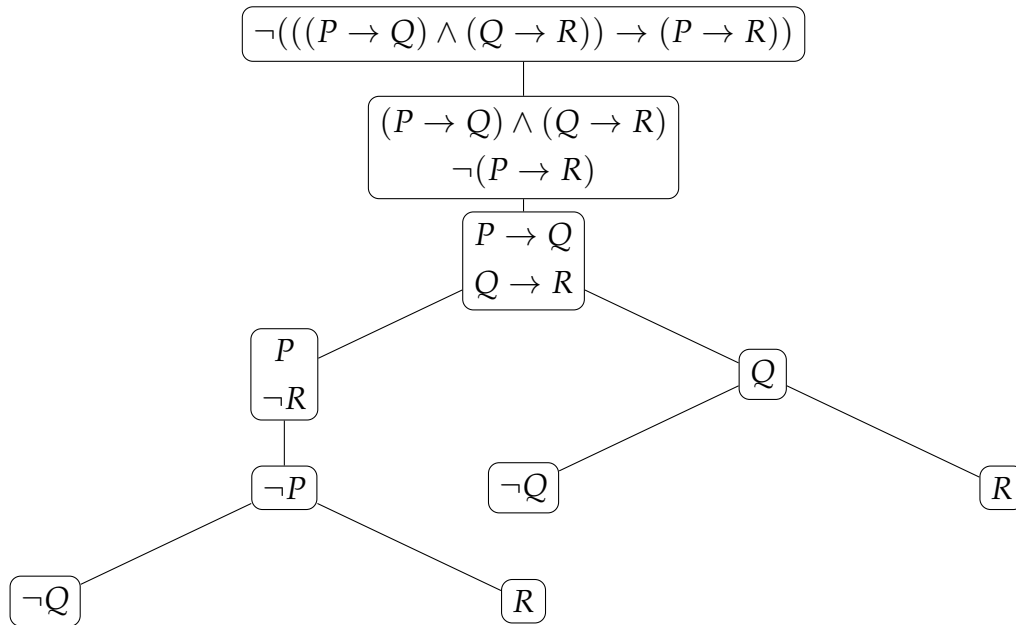 ¬(((P → Q) ∧ (Q → R)) → (P → R))
(P → Q) ∧ (Q → R)
¬(P → R)
P → Q
Q → R
P
¬R
Q
¬P
¬Q
R
¬Q
R